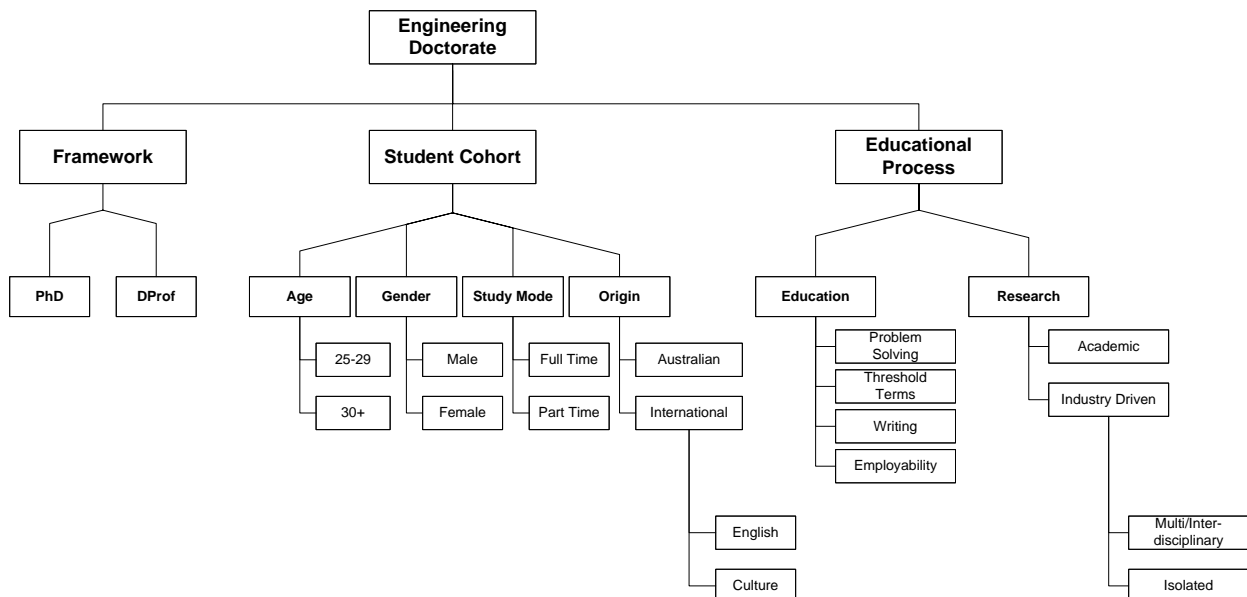 Engineering
Doctorate
Framework
Student Cohort
Educational
Process
PhD
DProf
Age
Gender
Study Mode
Origin
Education
Research
25-29
Male
Full Time
Australian
Problem
Solving
Academic
Threshold
Terms
30+
Female
Part Time
International
Industry Driven
Writing
Employability
English
Multi/Inter-
disciplinary
Culture
Isolated